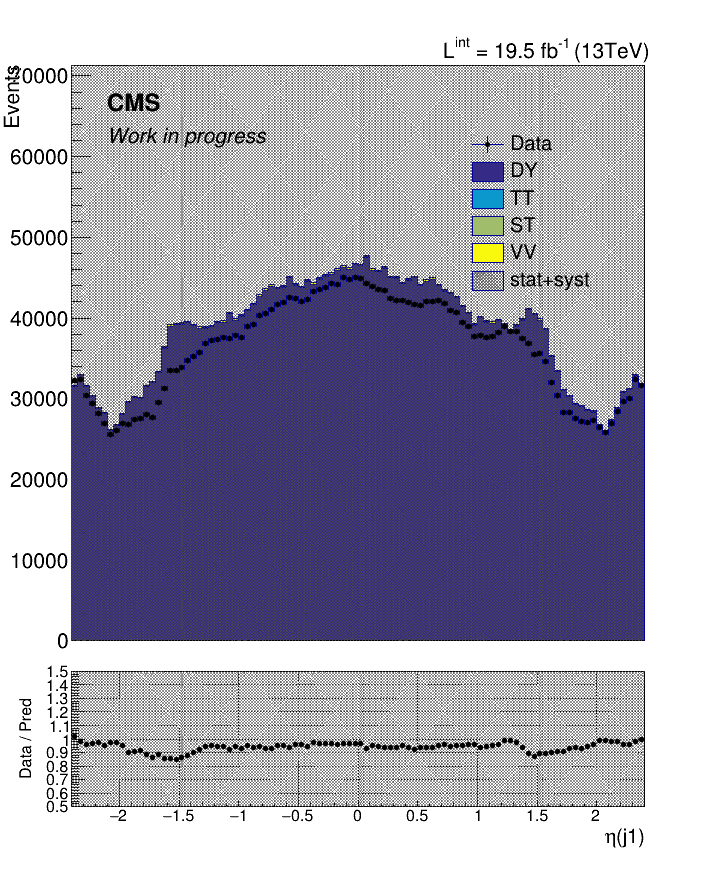 L^int = 19.5 fb^-1 (13TeV)
Events
70000
CMS
Work in progress
60000
50000
40000
30000
20000
10000
0
Data
DY
TT
ST
VV
stat+syst
Data / Pred
1.5
1.4
1.3
1.2
1.1
1
0.9
0.8
0.7
0.6
0.5
−2 −1.5 −1 −0.5 0 0.5 1 1.5 2
η(j1)